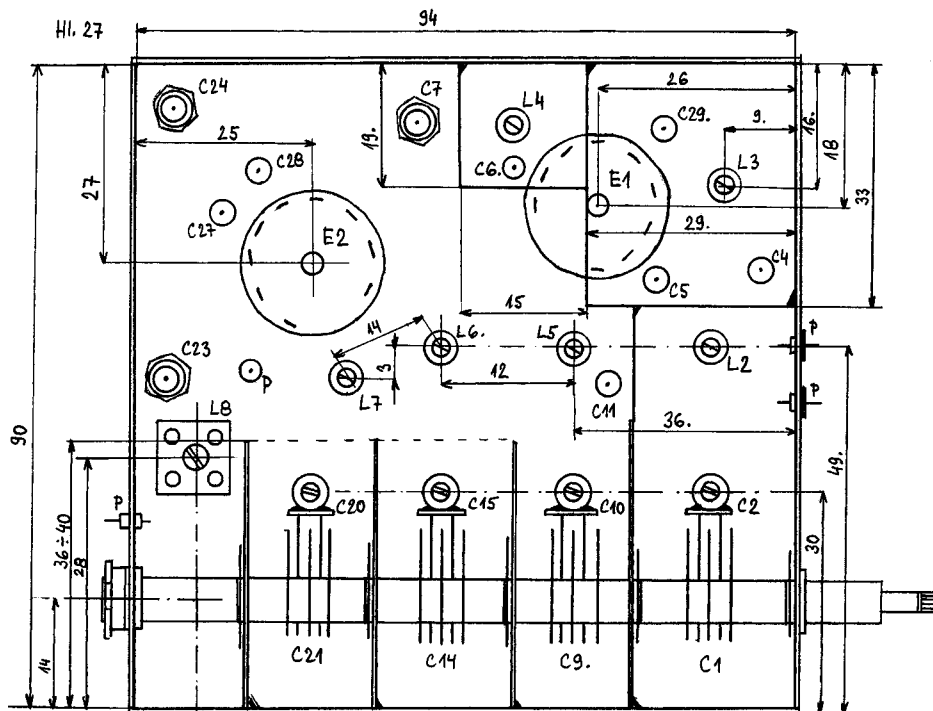 Hl. 27
94
C24
C7
L4
26
C29.
9.
16.
18
25
19.
L3
C28
C6.
E1
33
27
C27
E2
29.
C4
C5
15
14
L6.
L5
L2
P
3
12
C23
P
L7
C11
P
L8
36.
90
49.
C20
C15
C10
C2
P
36÷40
28
30
14
C21
C14
C9.
C1